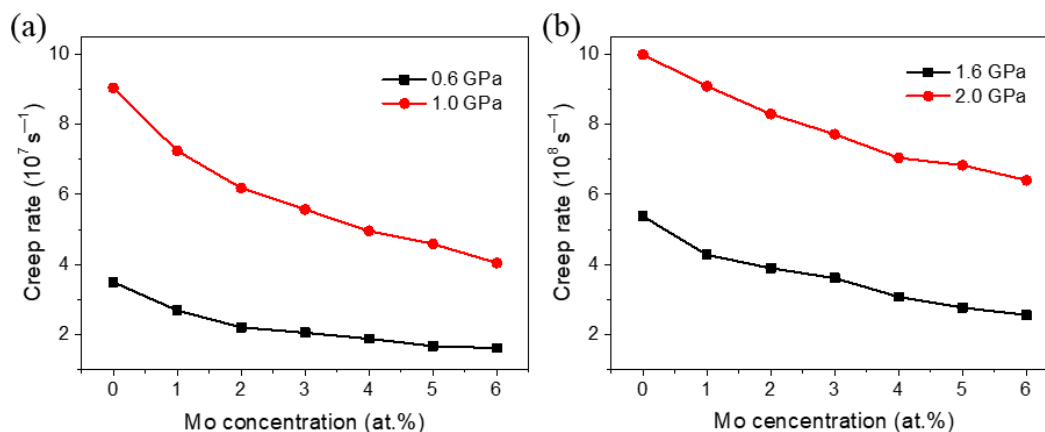 (a)
10
8
6
4
2
Creep rate (10⁷ s⁻¹)
0.6 GPa
1.0 GPa
0 1 2 3 4 5 6
Mo concentration (at.%)
(b)
10
8
6
4
2
Creep rate (10⁸ s⁻¹)
1.6 GPa
2.0 GPa
0 1 2 3 4 5 6
Mo cencentration (at.%)